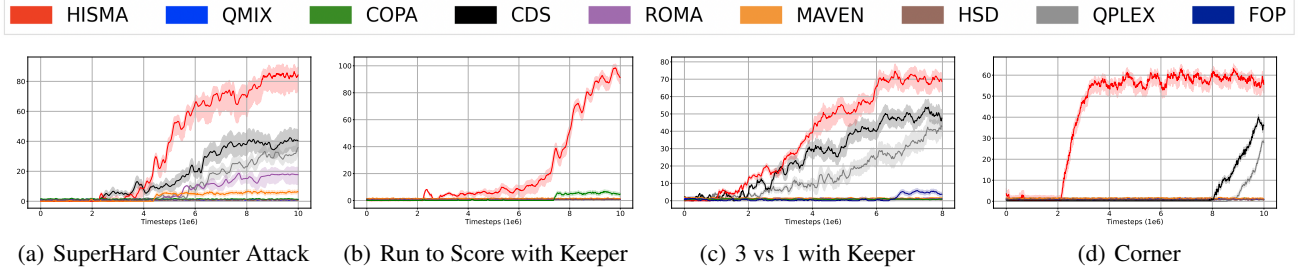 HISMA QMIX COPA CDS ROMA MAVEN HSD QPLEX FOP
80
60
40
20
0
0 2 4 6 8 10
Timesteps (1e6)
100
80
60
40
20
0
0 2 4 6 8 10
Timesteps (1e6)
80
70
60
50
40
30
20
10
0
0 2 4 6 8
Timesteps (1e6)
60
50
40
30
20
10
0
0 2 4 6 8 10
Timesteps (1e6)
(a) SuperHard Counter Attack (b) Run to Score with Keeper (c) 3 vs 1 with Keeper (d) Corner